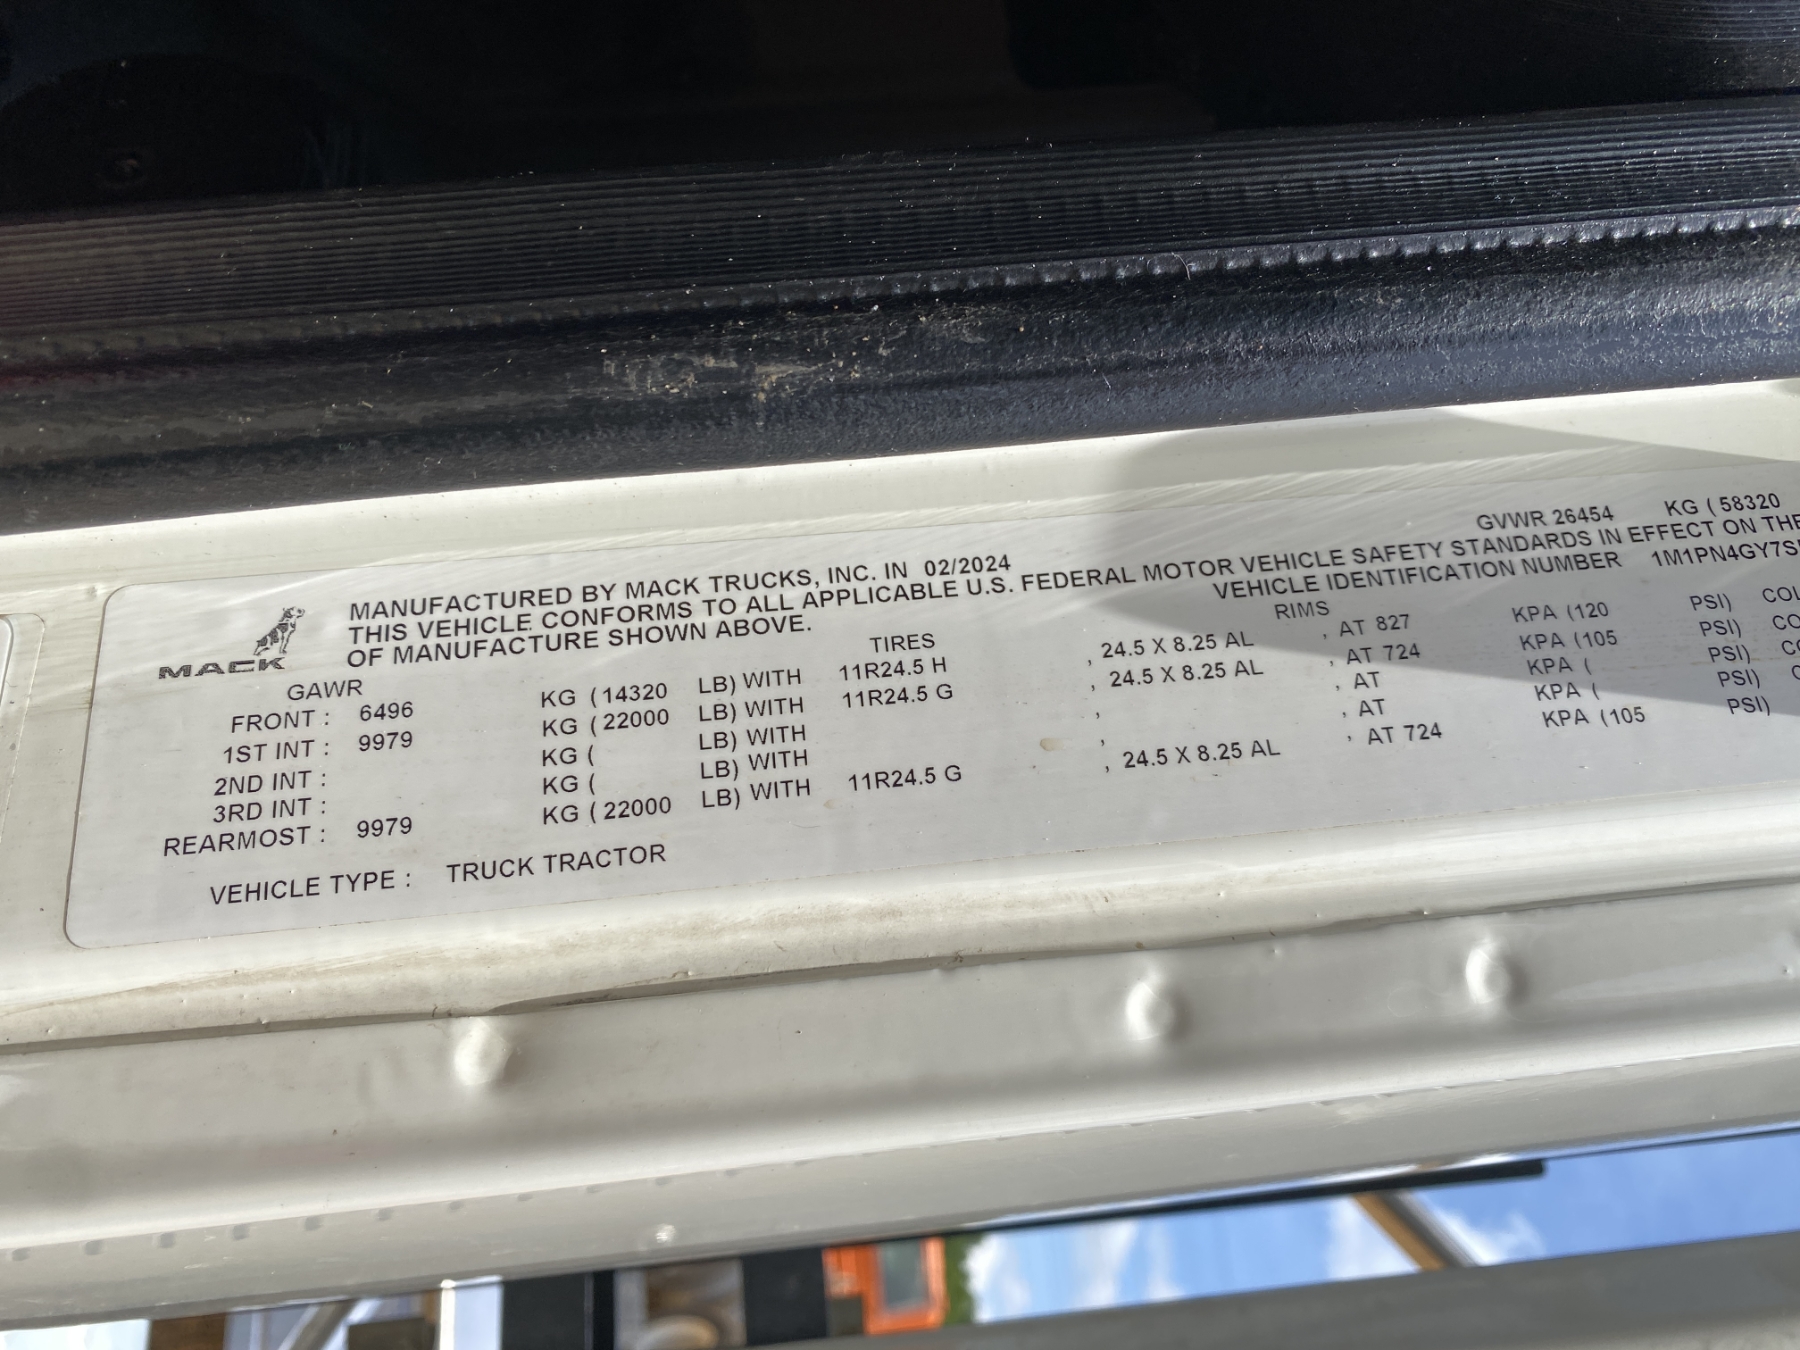 GVWR 26454 KG ( 58320
MANUFACTURED BY MACK TRUCKS, INC. IN 02/2024
THIS VEHICLE CONFORMS TO ALL APPLICABLE U.S. FEDERAL MOTOR VEHICLE SAFETY STANDARDS IN EFFECT ON THE
OF MANUFACTURE SHOWN ABOVE. VEHICLE IDENTIFICATION NUMBER 1M1PN4GY7S
MACK
GAWR TIRES RIMS
FRONT : 6496 KG ( 14320 LB) WITH 11R24.5 H , 24.5 X 8.25 AL , AT 827 KPA (120 PSI) COL
1ST INT : 9979 KG ( 22000 LB) WITH 11R24.5 G , 24.5 X 8.25 AL , AT 724 KPA (105 PSI) CO
2ND INT : KG ( LB) WITH , , AT KPA ( PSI) CO
3RD INT : KG ( LB) WITH , , AT KPA ( PSI) C
REARMOST : 9979 KG ( 22000 LB) WITH 11R24.5 G , 24.5 X 8.25 AL , AT 724 KPA (105 PSI)
VEHICLE TYPE : TRUCK TRACTOR